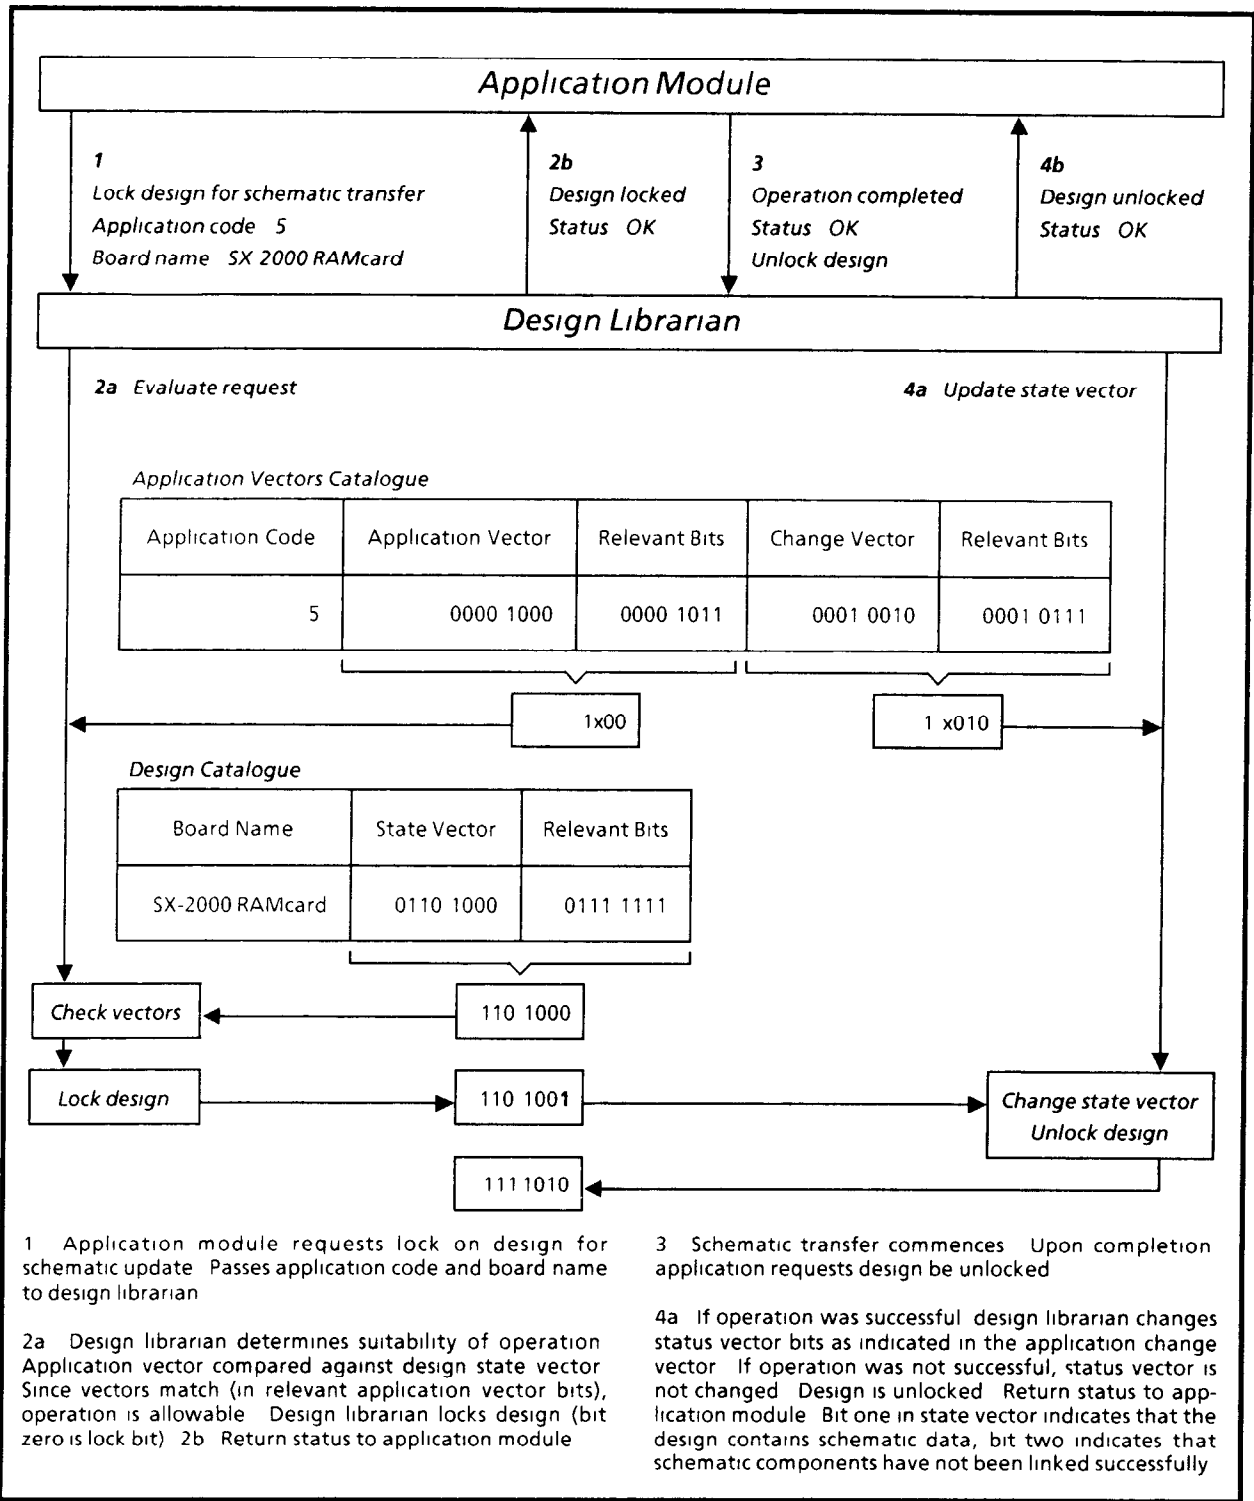 Application Module
1
Lock design for schematic transfer
Application code 5
Board name SX 2000 RAMcard
2b
Design locked
Status OK
3
Operation completed
Status OK
Unlock design
4b
Design unlocked
Status OK
Design Librarian
2a Evaluate request
4a Update state vector
Application Vectors Catalogue
Application Code Application Vector Relevant Bits Change Vector Relevant Bits
5 0000 1000 0000 1011 0001 0010 0001 0111
1x00
1 x010
Design Catalogue
Board Name State Vector Relevant Bits
SX-2000 RAMcard 0110 1000 0111 1111
Check vectors
110 1000
Lock design
110 1001
Change state vector
Unlock design
111 1010
1 Application module requests lock on design for
schematic update Passes application code and board name
to design librarian
2a Design librarian determines suitability of operation
Application vector compared against design state vector
Since vectors match (in relevant application vector bits),
operation is allowable Design librarian locks design (bit
zero is lock bit) 2b Return status to application module
3 Schematic transfer commences Upon completion
application requests design be unlocked
4a If operation was successful design librarian changes
status vector bits as indicated in the application change
vector If operation was not successful, status vector is
not changed Design is unlocked Return status to app-
lication module Bit one in state vector indicates that the
design contains schematic data, bit two indicates that
schematic components have not been linked successfully